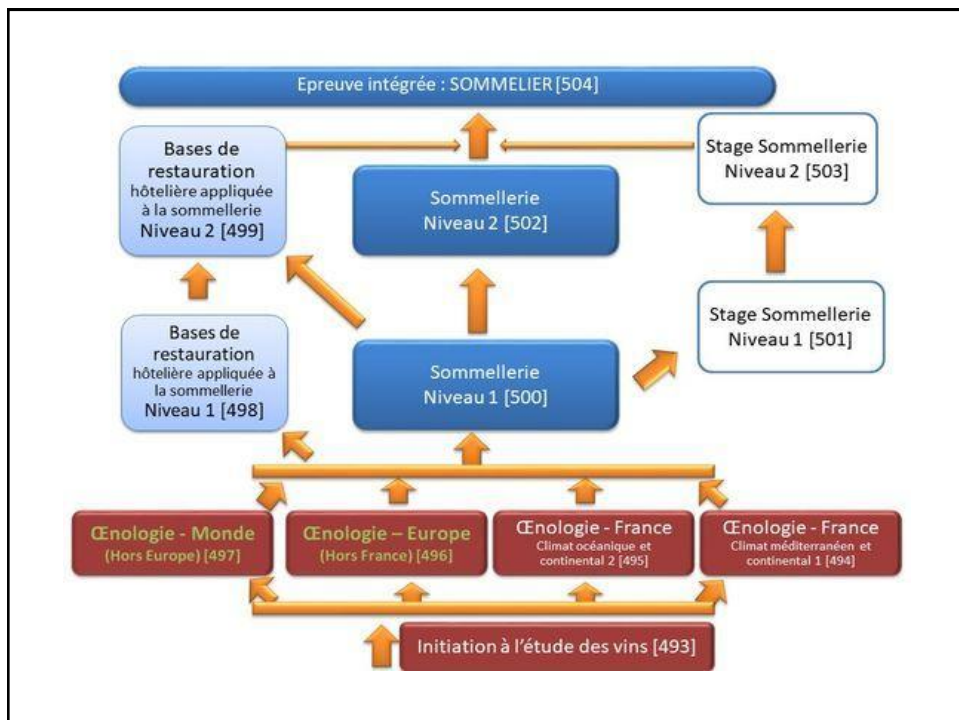 Epreuve intégrée : SOMMELIER [504]
Bases de
restauration
hôtelière appliquée
à la sommellerie
Niveau 2 [499]
Sommellerie
Niveau 2 [502]
Stage Sommellerie
Niveau 2 [503]
Bases de
restauration
hôtelière appliquée à
la sommellerie
Niveau 1 [498]
Sommellerie
Niveau 1 [500]
Stage Sommellerie
Niveau 1 [501]
Œnologie - Monde
(Hors Europe) [497]
Œnologie – Europe
(Hors France) [496]
Œnologie - France
Climat océanique et
continental 2 [495]
Œnologie - France
Climat méditerranéen et
continental 1 [494]
Initiation à l’étude des vins [493]